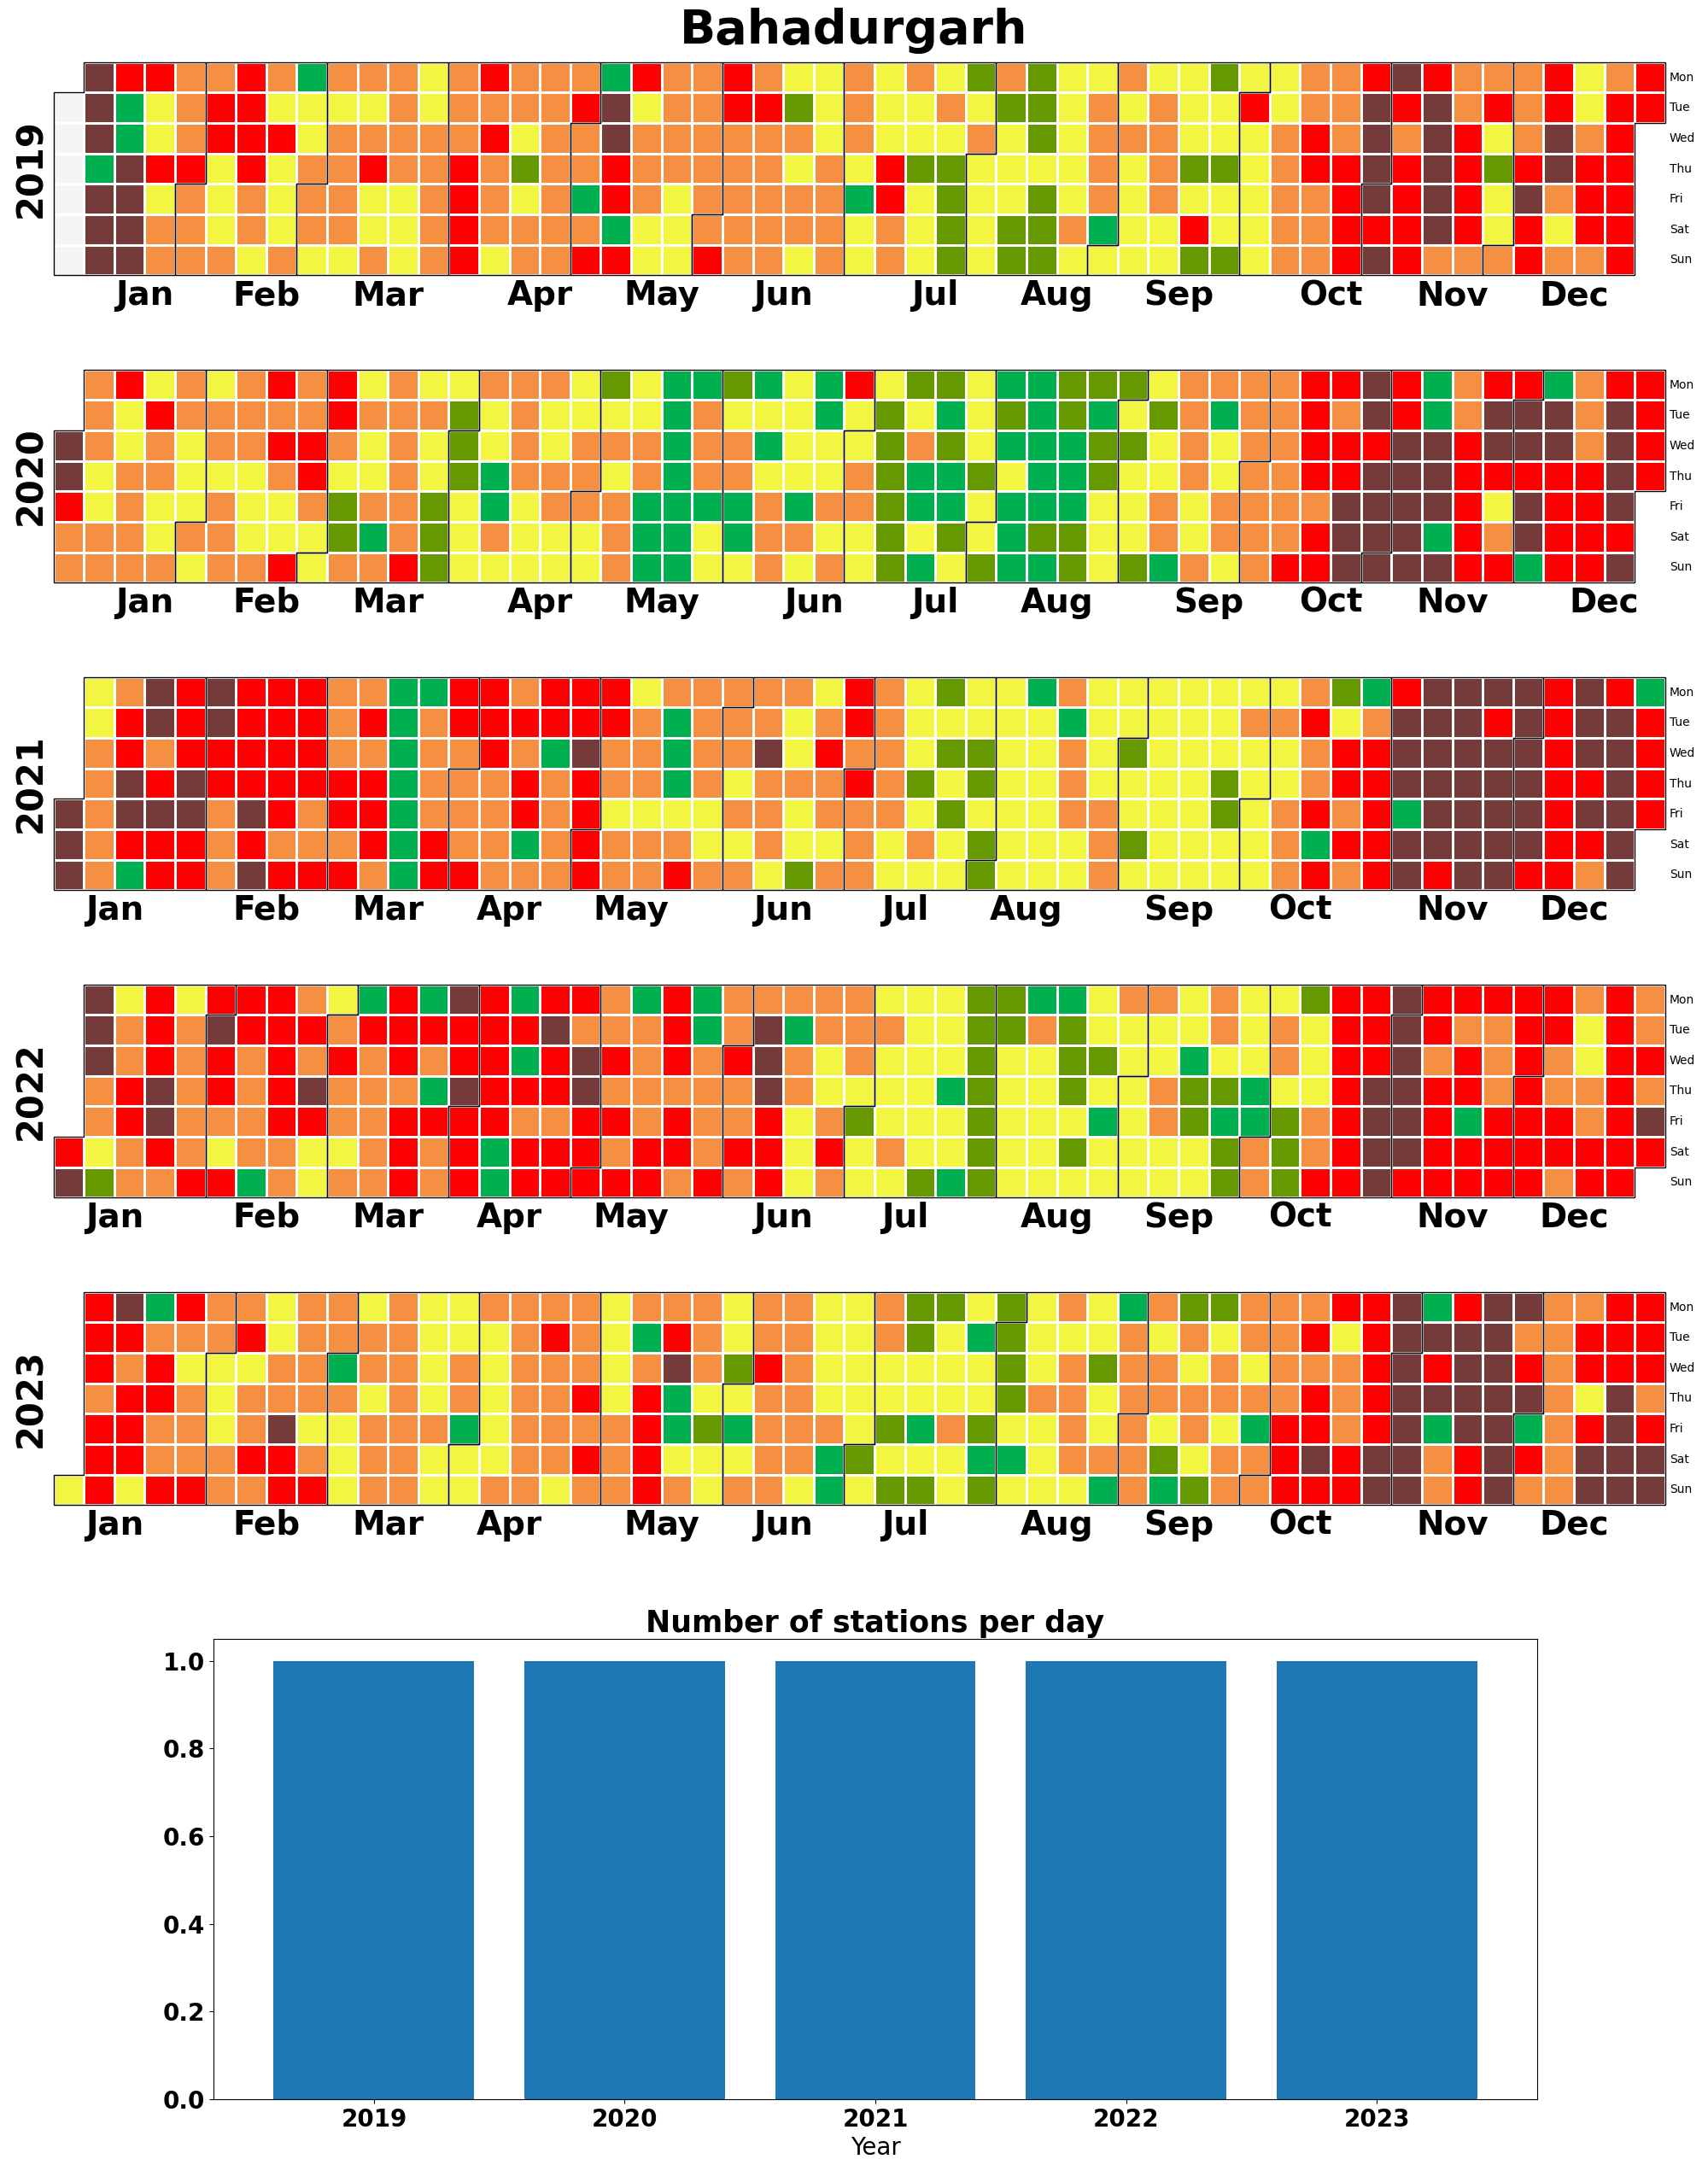 Bahadurgarh
2019
Mon
Tue
Wed
Thu
Fri
Sat
Sun
Jan Feb Mar Apr May Jun Jul Aug Sep Oct Nov Dec
2020
Mon
Tue
Wed
Thu
Fri
Sat
Sun
Jan Feb Mar Apr May Jun Jul Aug Sep Oct Nov Dec
2021
Mon
Tue
Wed
Thu
Fri
Sat
Sun
Jan Feb Mar Apr May Jun Jul Aug Sep Oct Nov Dec
2022
Mon
Tue
Wed
Thu
Fri
Sat
Sun
Jan Feb Mar Apr May Jun Jul Aug Sep Oct Nov Dec
2023
Mon
Tue
Wed
Thu
Fri
Sat
Sun
Jan Feb Mar Apr May Jun Jul Aug Sep Oct Nov Dec
Number of stations per day
1.0
0.8
0.6
0.4
0.2
0.0
2019 2020 2021 2022 2023
Year